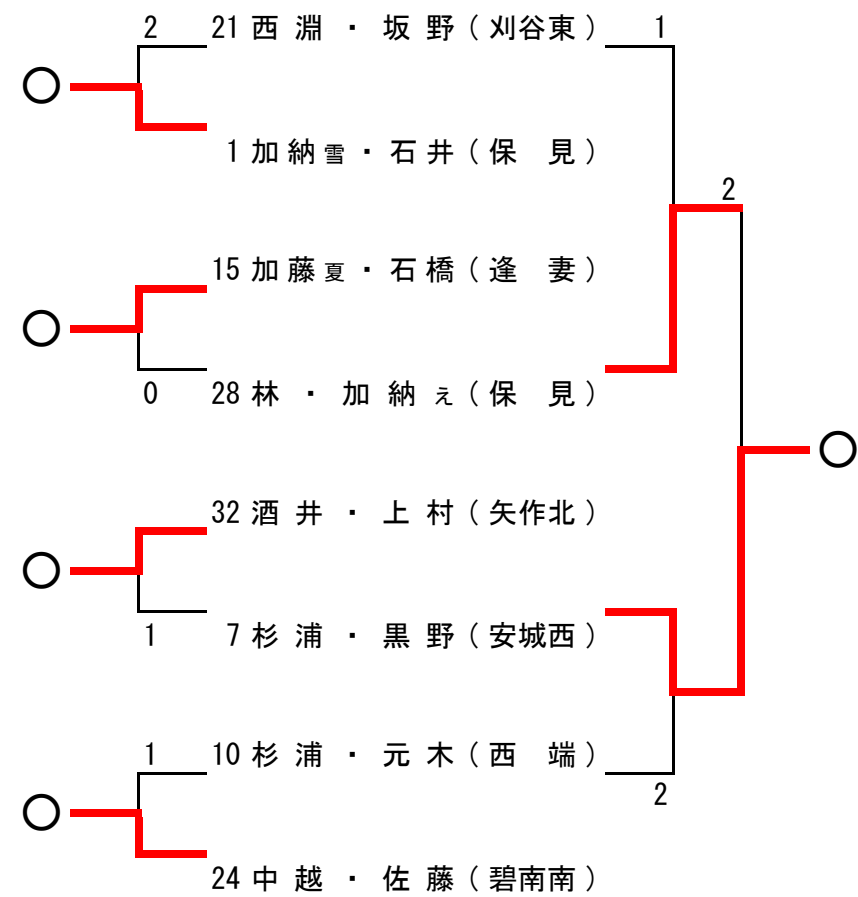 2 21 西淵・坂野(刈谷東) 1
1 加納雪・石井(保見)
2
15 加藤夏・石橋(逢妻)
0 28 林・加納え(保見)
32 酒井・上村(矢作北)
1 7 杉浦・黒野(安城西)
1 10 杉浦・元木(西端)
2
24 中越・佐藤(碧南南)